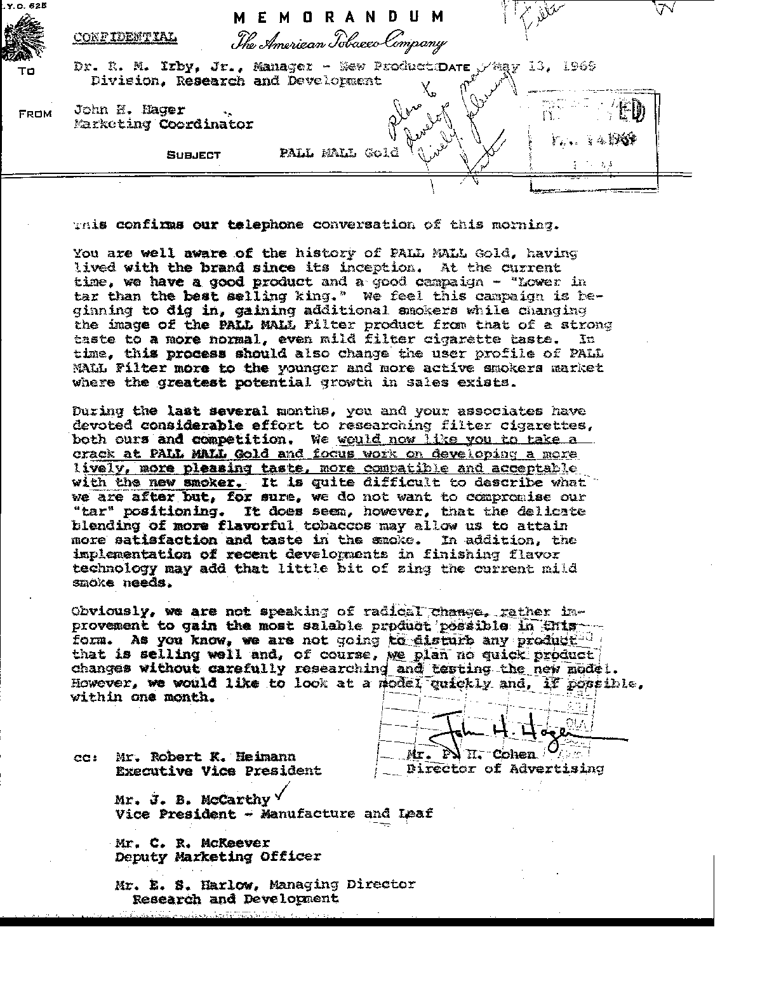 .Y.O. 625
MEMORANDUM
Filter
CONFIDENTIAL
The American Tobacco Company
TO
Dr. R. M. Irby, Jr., Manager - New Product DATE May 13, 1969
Division, Research and Development
FROM
John H. Hager
Marketing Coordinator
plans to
develop
lively
1969
SUBJECT
PALL MALL Gold
This confirms our telephone conversation of this morning.
You are well aware of the history of PALL MALL Gold, having
lived with the brand since its inception. At the current
time, we have a good product and a good campaign - "Lower in
tar than the best selling king." We feel this campaign is be-
ginning to dig in, gaining additional smokers while changing
the image of the PALL MALL Filter product from that of a strong
taste to a more normal, even mild filter cigarette taste. In
time, this process should also change the user profile of PALL
MALL Filter more to the younger and more active smokers market
where the greatest potential growth in sales exists.
During the last several months, you and your associates have
devoted considerable effort to researching filter cigarettes,
both ours and competition. We would now like you to take a
crack at PALL MALL Gold and focus work on developing a more
lively, more pleasing taste, more compatible and acceptable
with the new smoker. It is quite difficult to describe what
we are after but, for sure, we do not want to compromise our
"tar" positioning. It does seem, however, that the delicate
blending of more flavorful tobaccos may allow us to attain
more satisfaction and taste in the smoke. In addition, the
implementation of recent developments in finishing flavor
technology may add that little bit of zing the current mild
smoke needs.
Obviously, we are not speaking of radical change, rather im-
provement to gain the most salable product possible in this
form. As you know, we are not going to disturb any product
that is selling well and, of course, we plan no quick product
changes without carefully researching and testing the new model.
However, we would like to look at a model quickly and, if possible,
within one month.
John H. Hager
cc: Mr. Robert K. Heimann
Executive Vice President
Mr. P. H. Cohen
Director of Advertising
Mr. J. B. McCarthy ✓
Vice President - Manufacture and Leaf
Mr. C. R. McKeever
Deputy Marketing Officer
Mr. E. S. Harlow, Managing Director
Research and Development